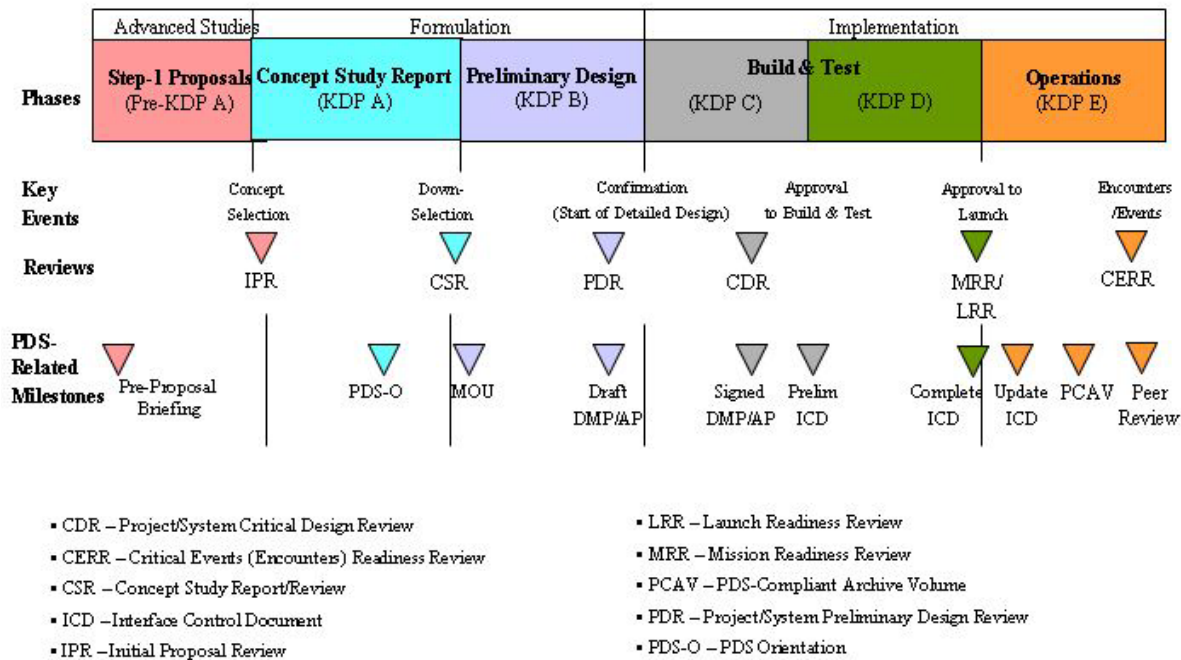 Advanced Studies Formulation Implementation
Phases
Step-1 Proposals
(Pre-KDP A)
Concept Study Report
(KDP A)
Preliminary Design
(KDP B)
Build & Test
(KDP C) (KDP D)
Operations
(KDP E)
Key
Events
Concept
Selection
Down-
Selection
Confirmation
(Start of Detailed Design)
Approval
to Build & Test
Approval to
Launch
Encounters
/Events
Reviews
IPR
CSR
PDR
CDR
MRR/
LRR
CERR
PDS-
Related
Milestones
Pre-Proposal
Briefing
PDS-O
MOU
Draft
DMP/AP
Signed
DMP/AP
Prelim
ICD
Complete
ICD
Update
ICD
PCAV
Peer
Review
▪ CDR – Project/System Critical Design Review
▪ CERR – Critical Events (Encounters) Readiness Review
▪ CSR – Concept Study Report/Review
▪ ICD – Interface Control Document
▪ IPR – Initial Proposal Review
▪ LRR – Launch Readiness Review
▪ MRR – Mission Readiness Review
▪ PCAV – PDS-Compliant Archive Volume
▪ PDR – Project/System Preliminary Design Review
▪ PDS-O – PDS Orientation